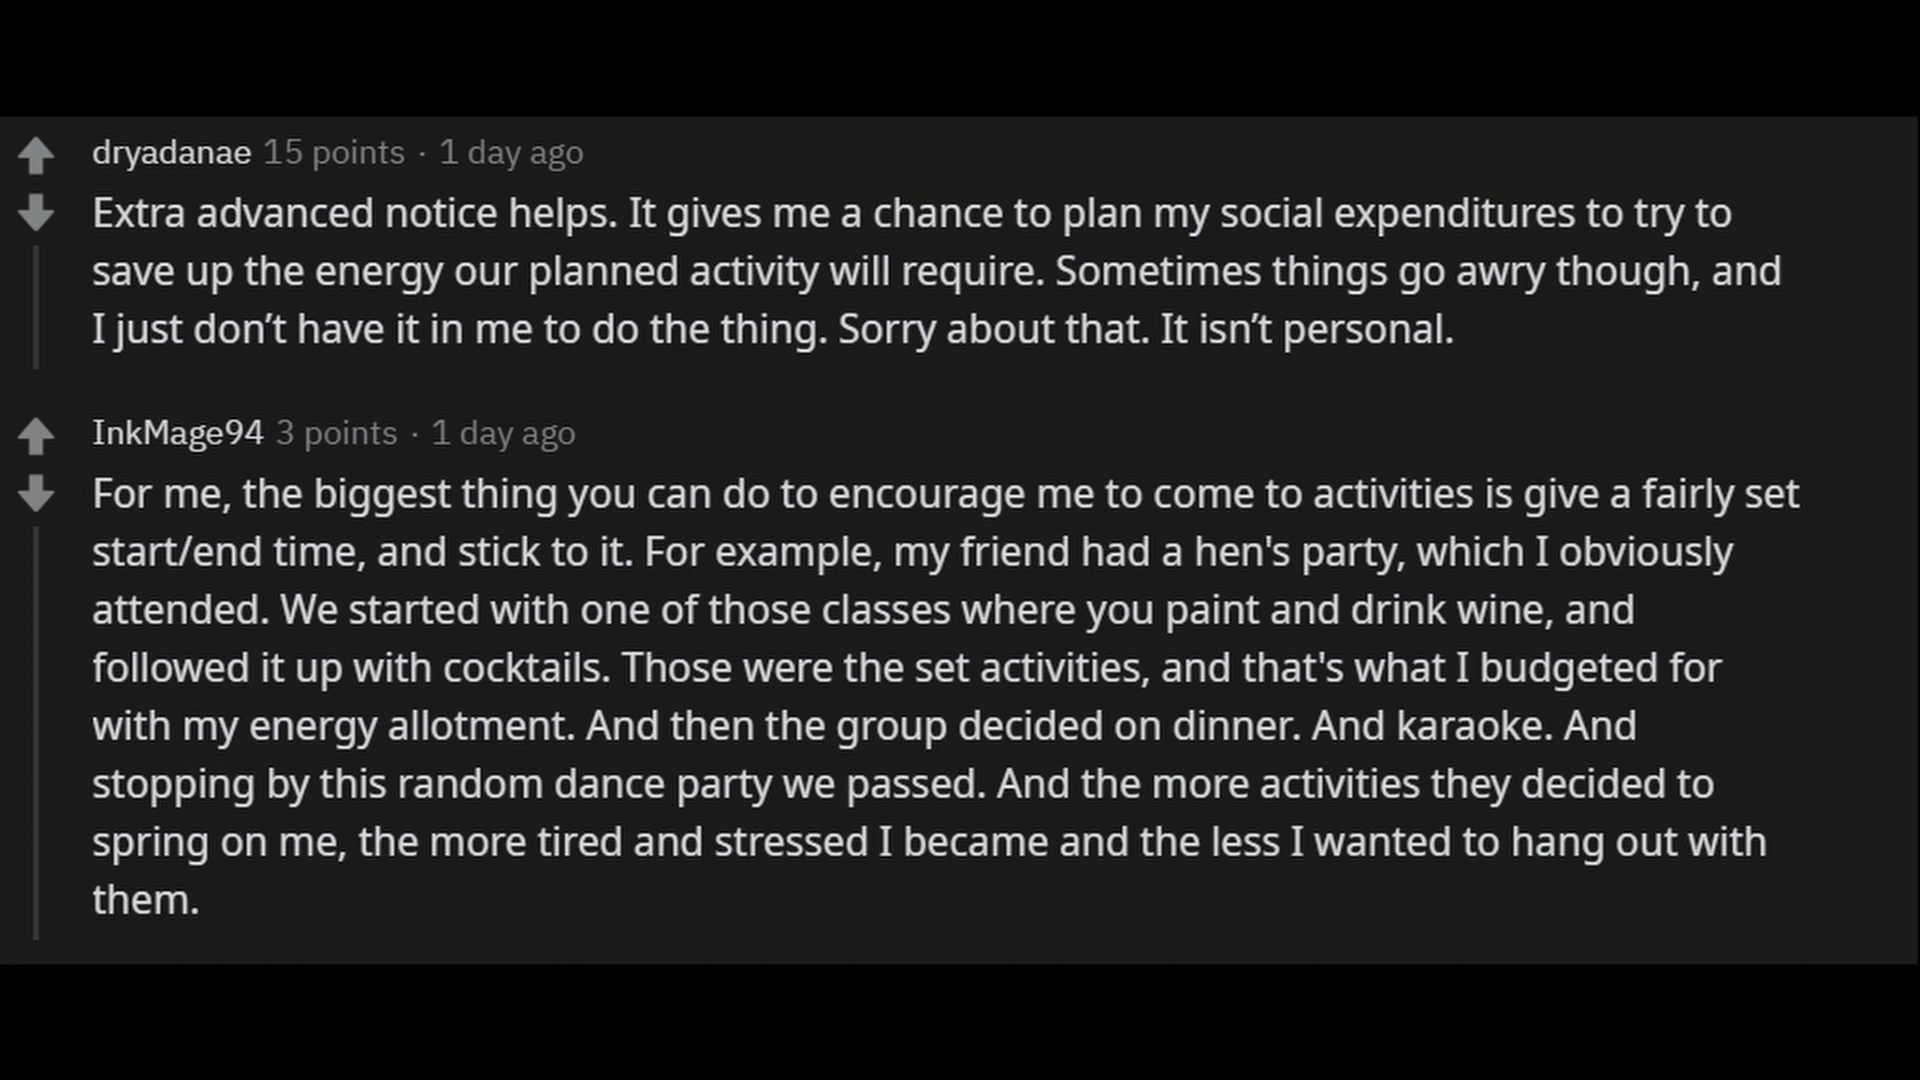 dryadanae 15 points · 1 day ago
Extra advanced notice helps. It gives me a chance to plan my social expenditures to try to
save up the energy our planned activity will require. Sometimes things go awry though, and
I just don’t have it in me to do the thing. Sorry about that. It isn’t personal.
InkMage94 3 points · 1 day ago
For me, the biggest thing you can do to encourage me to come to activities is give a fairly set
start/end time, and stick to it. For example, my friend had a hen's party, which I obviously
attended. We started with one of those classes where you paint and drink wine, and
followed it up with cocktails. Those were the set activities, and that's what I budgeted for
with my energy allotment. And then the group decided on dinner. And karaoke. And
stopping by this random dance party we passed. And the more activities they decided to
spring on me, the more tired and stressed I became and the less I wanted to hang out with
them.